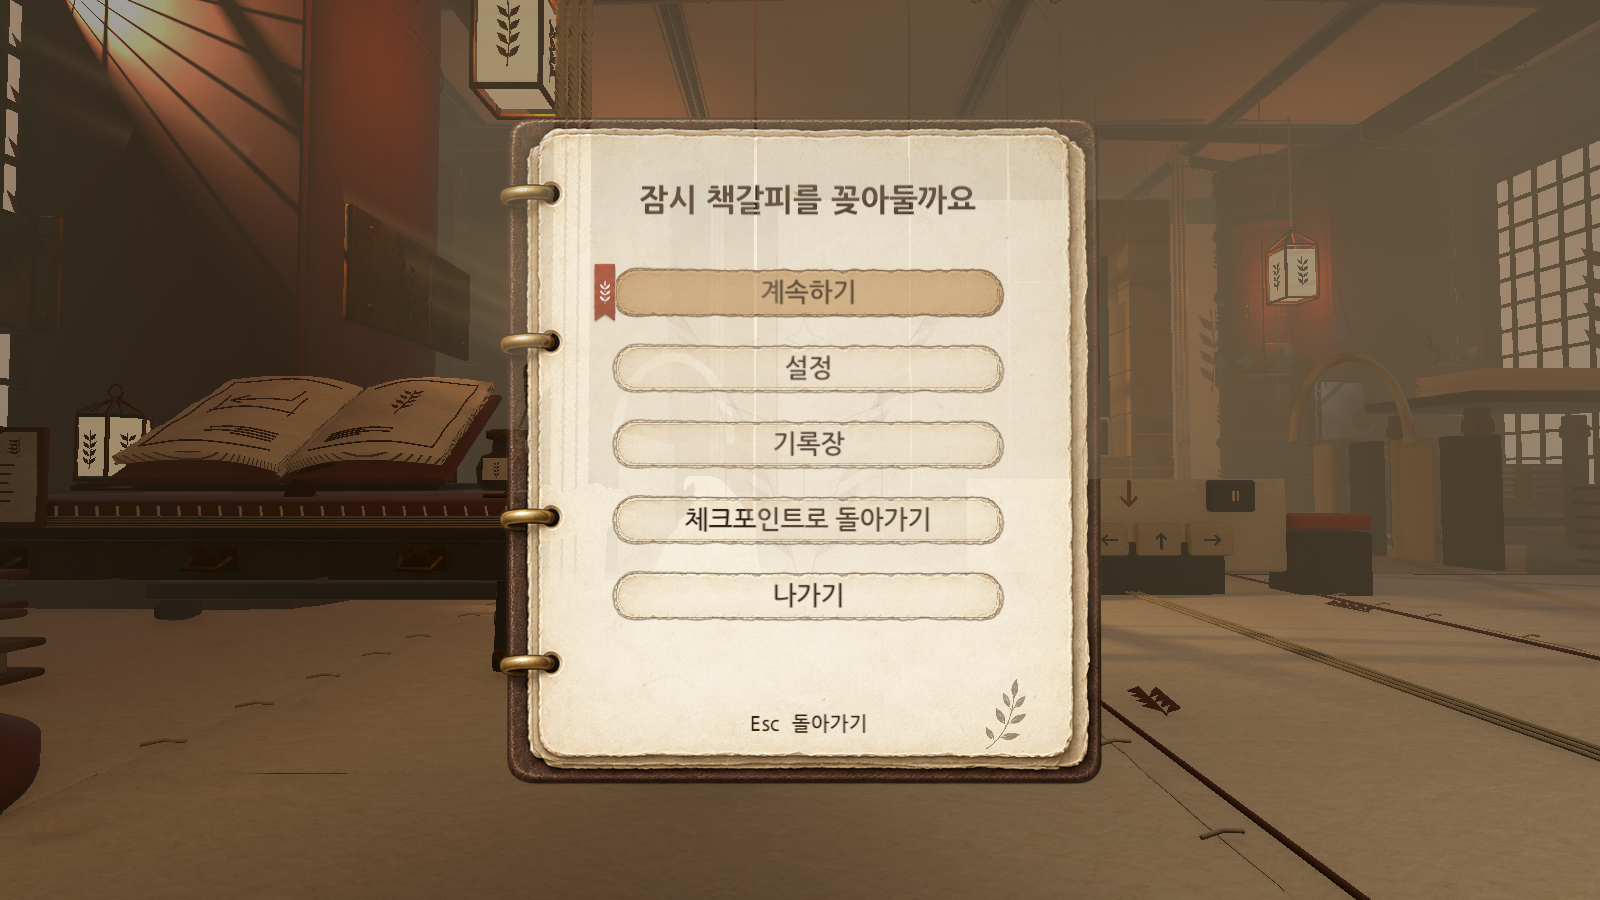 잠시 책갈피를 꽂아둘까요
계속하기
설정
기록장
체크포인트로 돌아가기
나가기
Esc 돌아가기